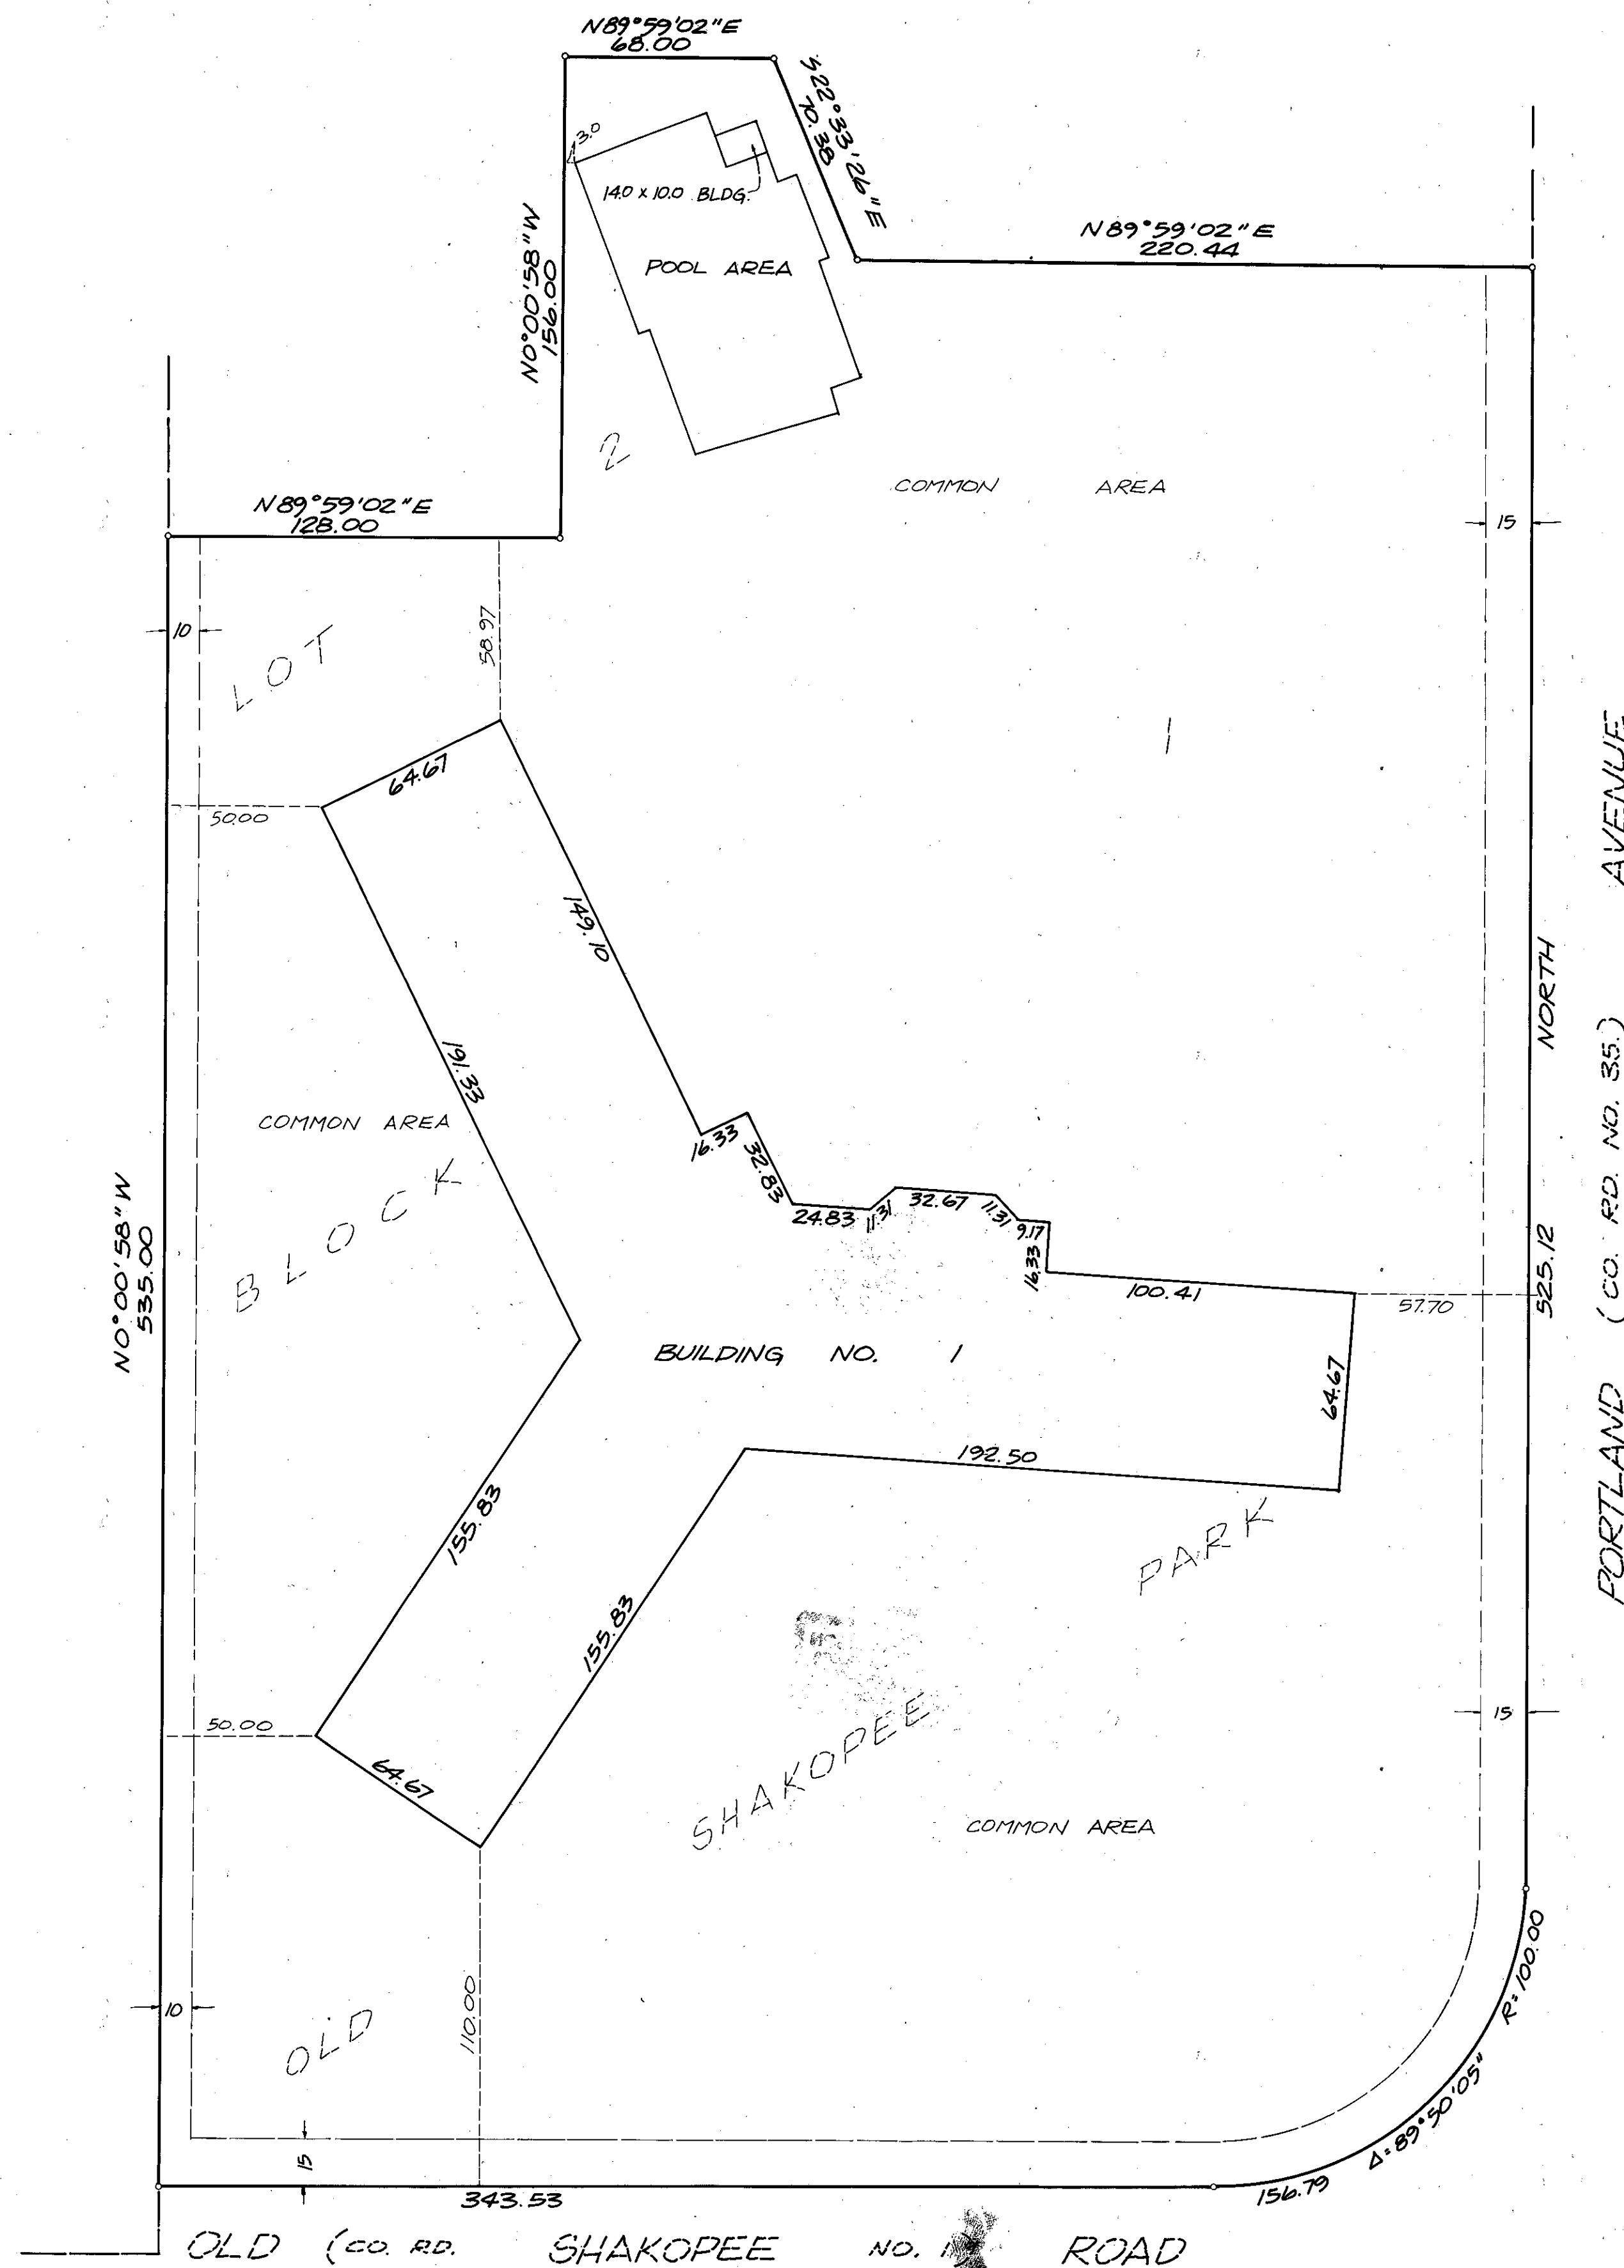 N89°59'02"E
68.00
S22°33'26"E
70.38
3.0
14.0 x 10.0 BLDG.
POOL AREA
N0°00'58"W
156.00
N89°59'02"E
220.44
2
COMMON AREA
N89°59'02"E
128.00
15
10
58.97
LOT
1
64.67
50.00
149.10
161.33
COMMON AREA
BLOCK
N0°00'58"W
535.00
16.33
32.83
24.83
11.31
32.67
11.31
9.17
16.33
100.41
57.70
NORTH
525.12
PORTLAND (CO. RD. NO. 35.) AVENUE
BUILDING NO. 1
64.67
192.50
155.83
155.83
PARK
50.00
64.67
SHAKOPEE
COMMON AREA
15
10
110.00
OLD
15
R=100.00
Δ=89°50'05"
156.79
343.53
OLD (CO. RD. SHAKOPEE NO. ROAD